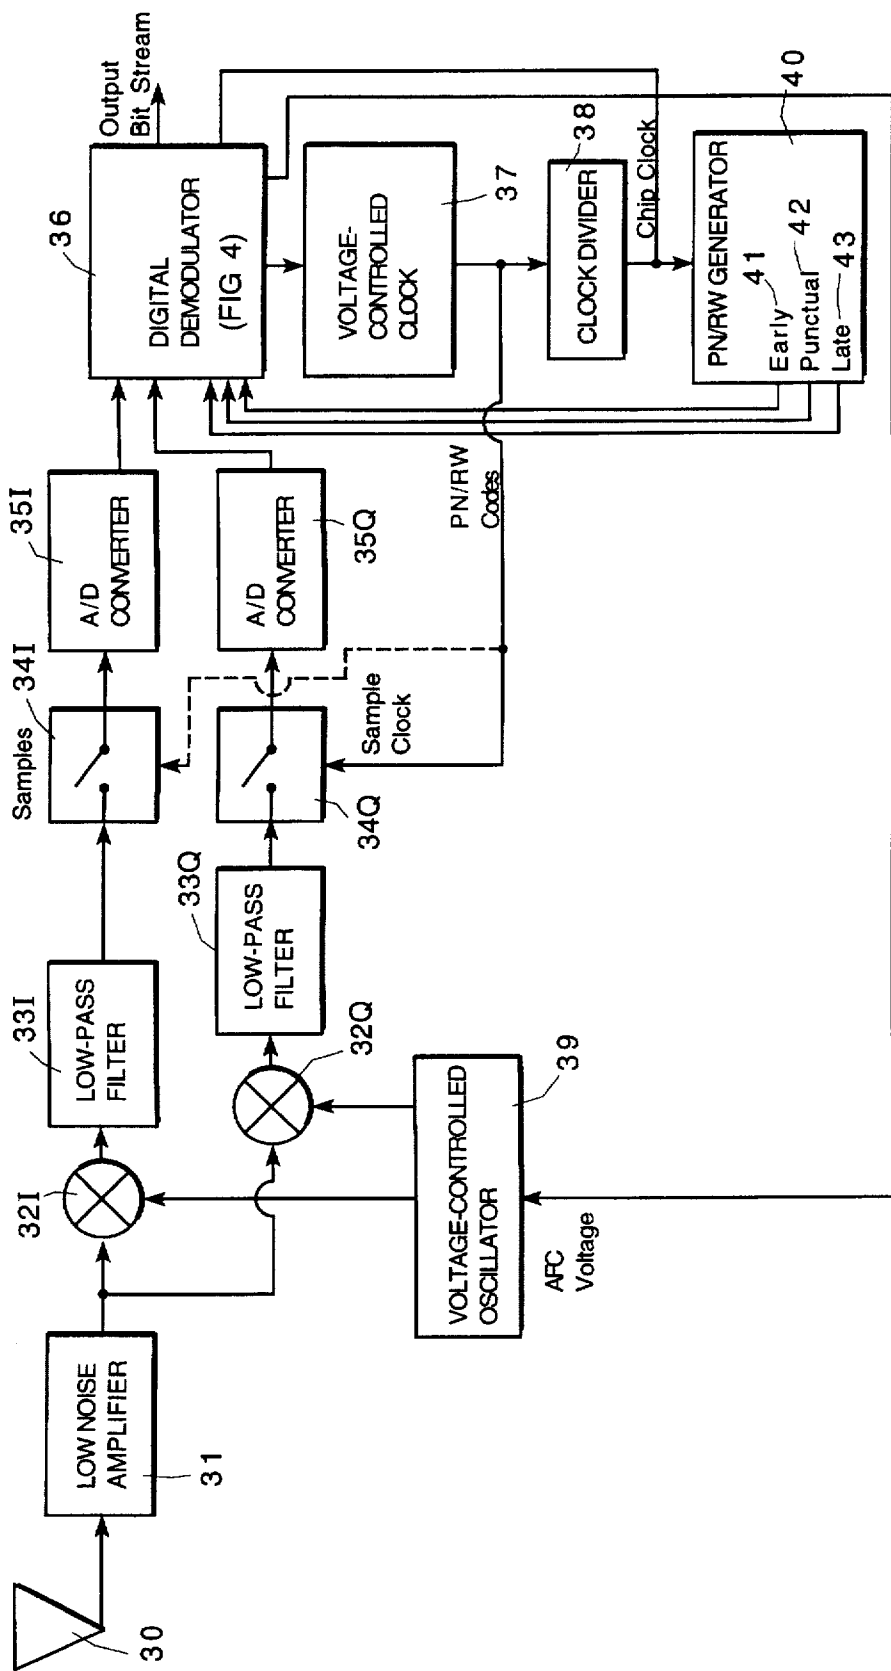 30
LOW NOISE
AMPLIFIER
31
32I
33I
LOW-PASS
FILTER
Samples
34I
35I
A/D
CONVERTER
36
DIGITAL
DEMODULATOR
(FIG 4)
Output
Bit Stream
32Q
33Q
LOW-PASS
FILTER
34Q
Sample
Clock
A/D
CONVERTER
35Q
PN/RW
Codes
VOLTAGE-
CONTROLLED
CLOCK
37
CLOCK DIVIDER
38
Chip Clock
VOLTAGE-CONTROLLED
OSCILLATOR
39
AFC
Voltage
PN/RW GENERATOR
40
41
Early
42
Punctual
Late
43